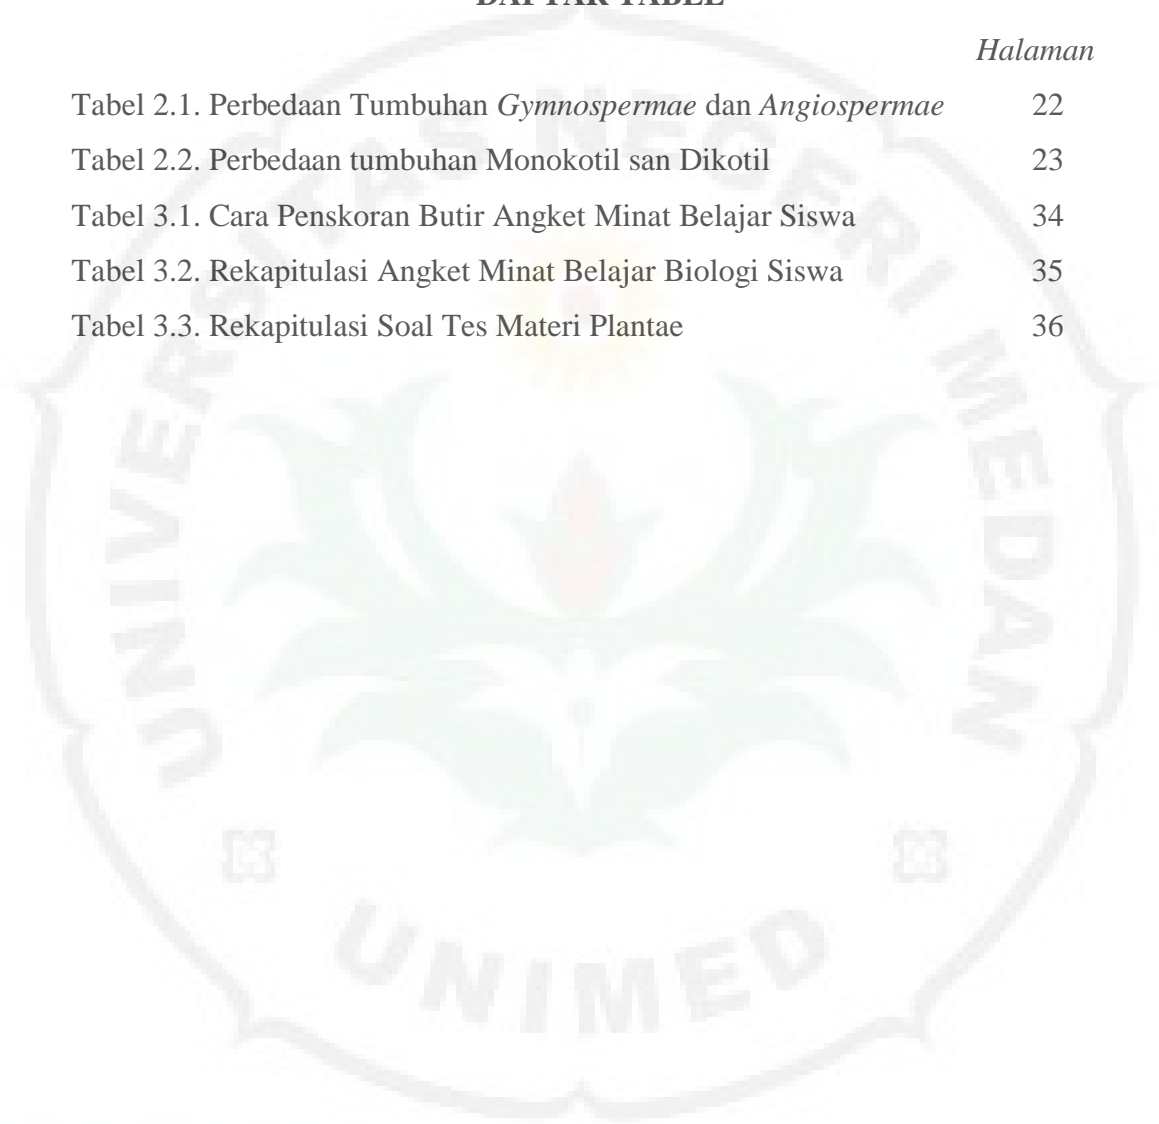 DAFTAR TABEL
Halaman
Tabel 2.1. Perbedaan Tumbuhan Gymnospermae dan Angiospermae 22
Tabel 2.2. Perbedaan tumbuhan Monokotil san Dikotil 23
Tabel 3.1. Cara Penskoran Butir Angket Minat Belajar Siswa 34
Tabel 3.2. Rekapitulasi Angket Minat Belajar Biologi Siswa 35
Tabel 3.3. Rekapitulasi Soal Tes Materi Plantae 36
UNIVERSITAS NEGERI MEDAN
UNIMED